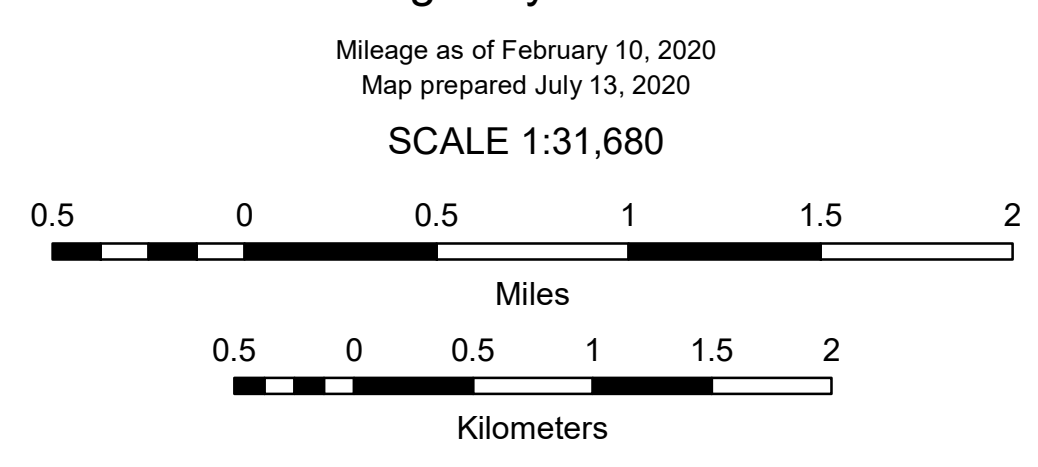 Mileage as of February 10, 2020
Map prepared July 13, 2020
SCALE 1:31,680
0.5 0 0.5 1 1.5 2
Miles
0.5 0 0.5 1 1.5 2
Kilometers